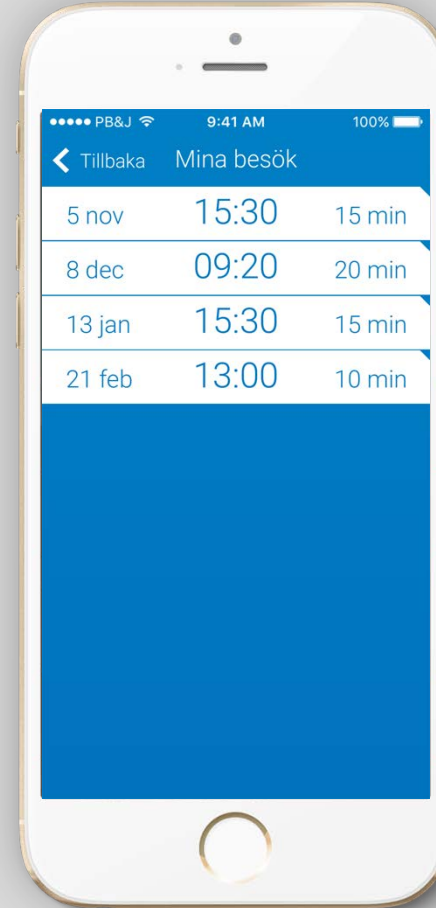 PB&J 9:41 AM 100%
Tillbaka Mina besök
5 nov 15:30 15 min
8 dec 09:20 20 min
13 jan 15:30 15 min
21 feb 13:00 10 min